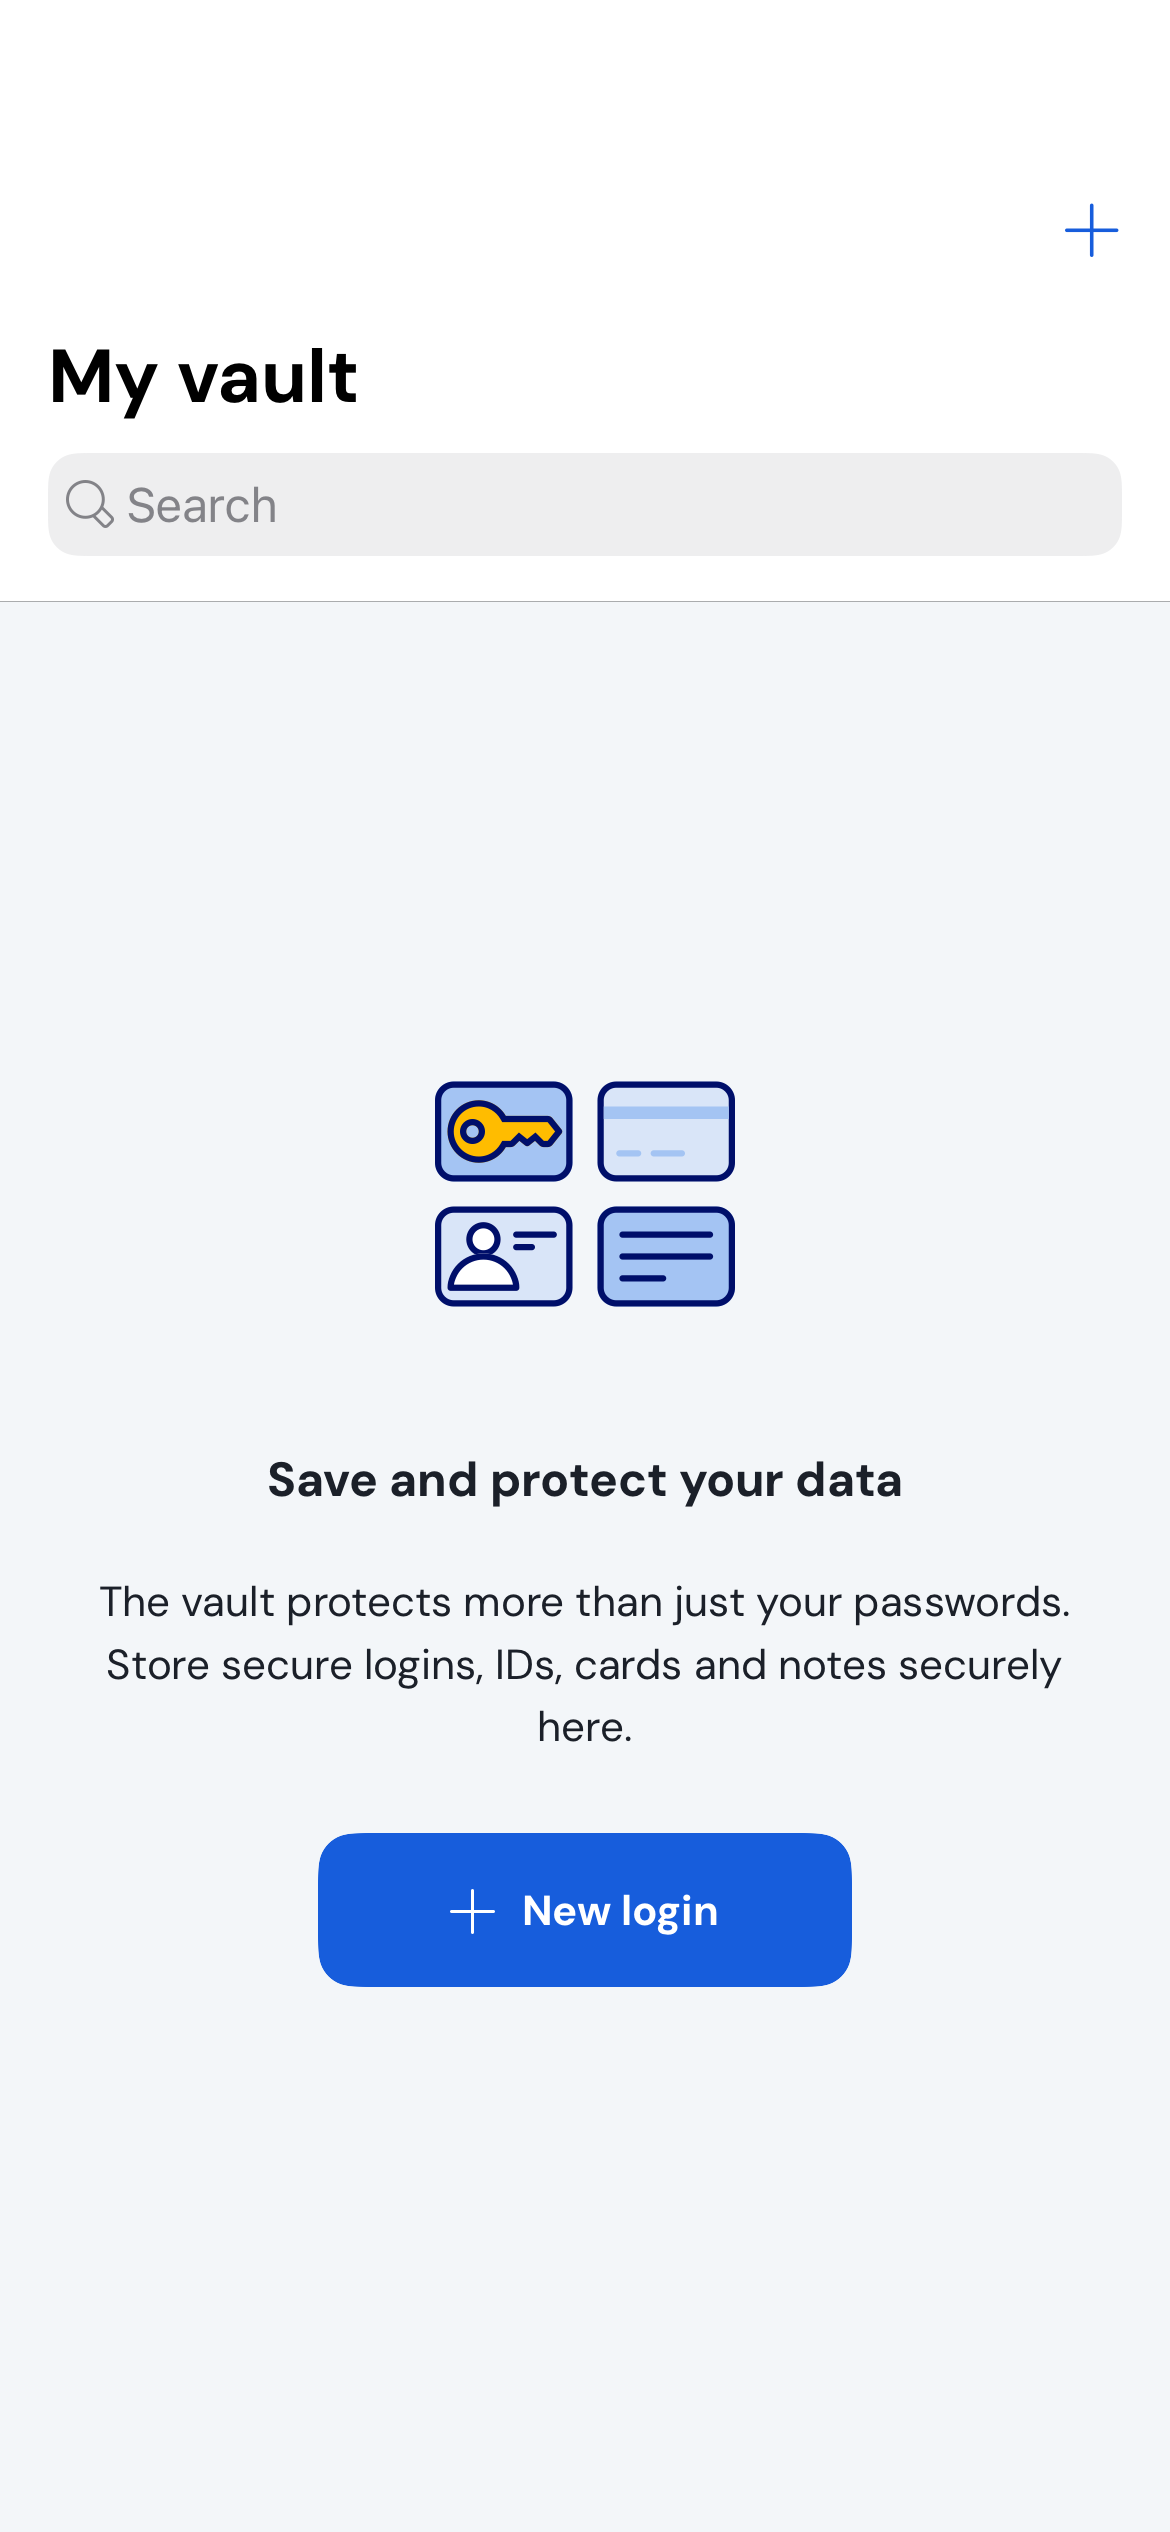 My vault
Search
Save and protect your data
The vault protects more than just your passwords.
Store secure logins, IDs, cards and notes securely
here.
New login